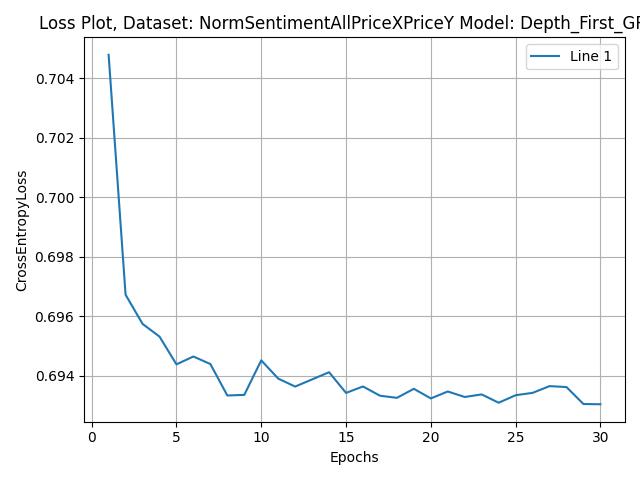 Loss Plot, Dataset: NormSentimentAllPriceXPriceY Model: Depth_First_GF
Line 1
0.704
0.702
0.700
0.698
0.696
0.694
CrossEntropyLoss
0 5 10 15 20 25 30
Epochs